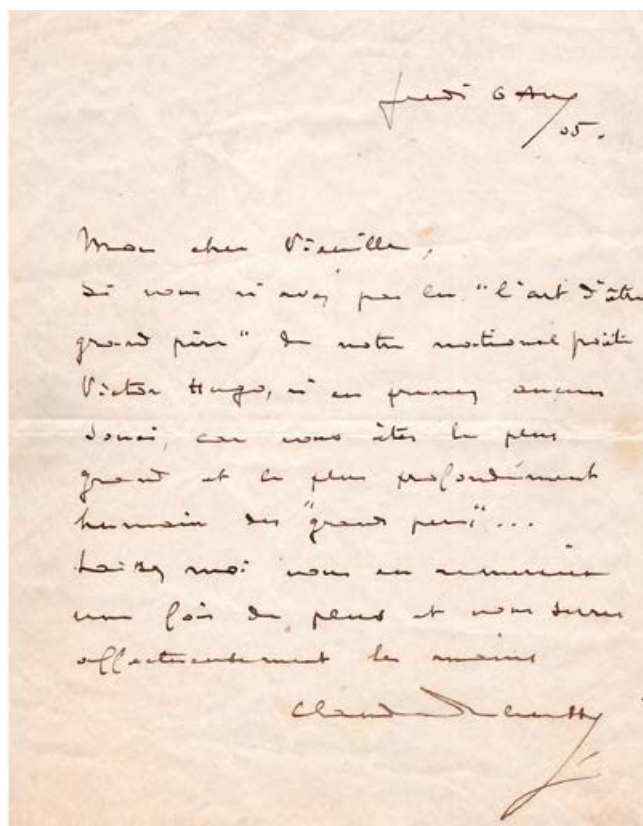 Jeudi 6 Avr
/05.
Mon cher Vieuille,
Si vous n'avez pas lu "l'art d'être
grand père" de notre national poète
Victor Hugo, n'en prenez aucun
souci, car vous êtes le plus
grand et le plus profondément
humain des "grands pères"...
Laissez moi vous en remercier
une fois de plus et vous serrer
affectueusement les mains
Claude Debussy